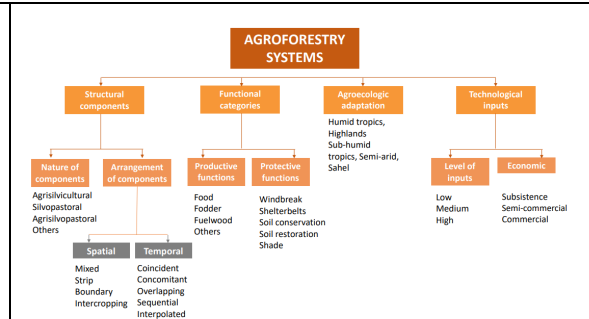 AGROFORESTRY
SYSTEMS
Structural
components
Functional
categories
Agroecologic
adaptation
Technological
inputs
Humid tropics,
Highlands
Sub-humid
tropics, Semi-arid,
Sahel
Nature of
components
Arrangement
of components
Productive
functions
Protective
functions
Level of
inputs
Economic
Agrisilvicultural
Silvopastoral
Agrisilvopastoral
Others
Food
Fodder
Fuelwood
Others
Windbreak
Shelterbelts
Soil conservation
Soil restoration
Shade
Low
Medium
High
Subsistence
Semi-commercial
Commercial
Spatial
Temporal
Mixed
Strip
Boundary
Intercropping
Coincident
Concomitant
Overlapping
Sequential
Interpolated